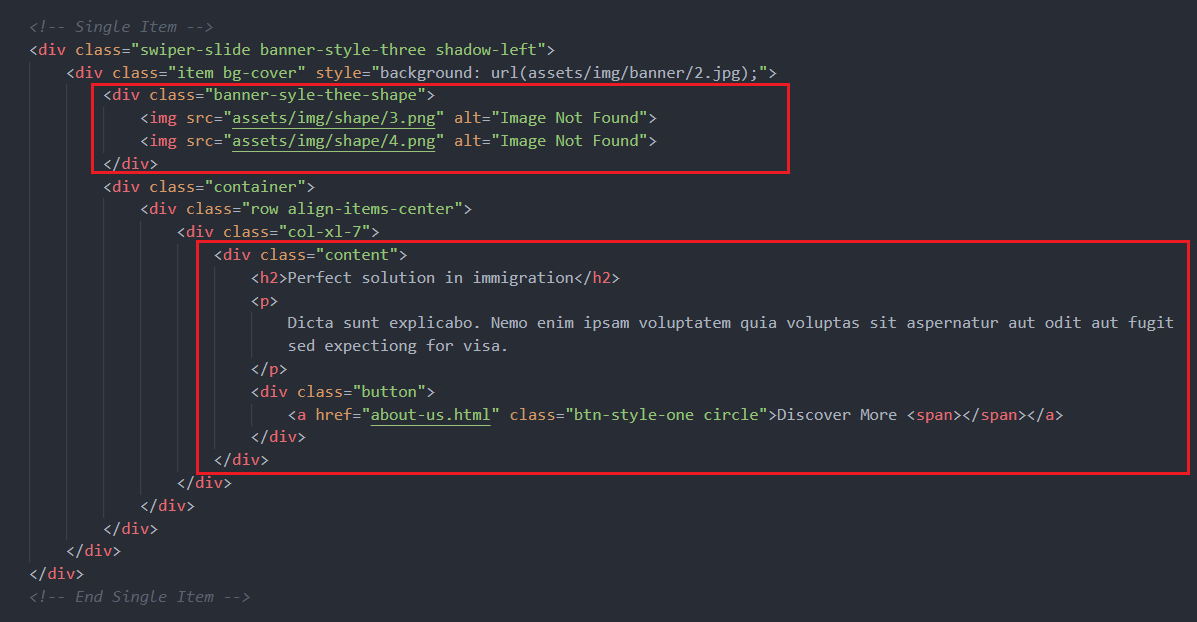 <!-- Single Item -->
<div class="swiper-slide banner-style-three shadow-left">
<div class="item bg-cover" style="background: url(assets/img/banner/2.jpg);">
<div class="banner-syle-thee-shape">
<img src="assets/img/shape/3.png" alt="Image Not Found">
<img src="assets/img/shape/4.png" alt="Image Not Found">
</div>
<div class="container">
<div class="row align-items-center">
<div class="col-xl-7">
<div class="content">
<h2>Perfect solution in immigration</h2>
<p>
Dicta sunt explicabo. Nemo enim ipsam voluptatem quia voluptas sit aspernatur aut odit aut fugit
sed expectiong for visa.
</p>
<div class="button">
<a href="about-us.html" class="btn-style-one circle">Discover More <span></span></a>
</div>
</div>
</div>
</div>
</div>
</div>
</div>
<!-- End Single Item -->